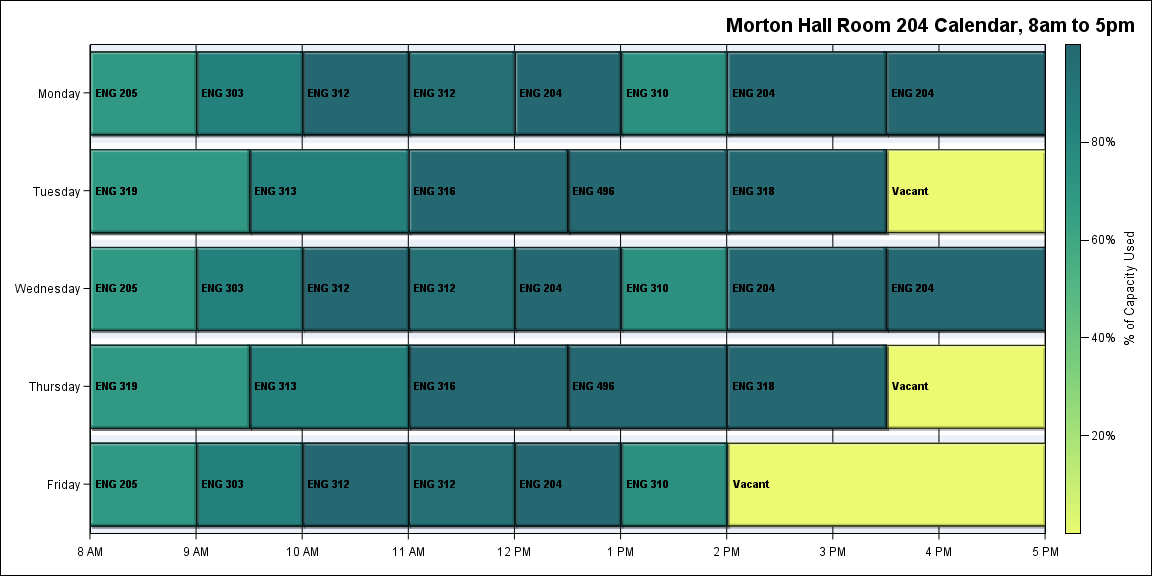 Morton Hall Room 204 Calendar, 8am to 5pm
Monday
ENG 205
ENG 303
ENG 312
ENG 312
ENG 204
ENG 310
ENG 204
ENG 204
Tuesday
ENG 319
ENG 313
ENG 316
ENG 496
ENG 318
Vacant
Wednesday
ENG 205
ENG 303
ENG 312
ENG 312
ENG 204
ENG 310
ENG 204
ENG 204
Thursday
ENG 319
ENG 313
ENG 316
ENG 496
ENG 318
Vacant
Friday
ENG 205
ENG 303
ENG 312
ENG 312
ENG 204
ENG 310
Vacant
8 AM
9 AM
10 AM
11 AM
12 PM
1 PM
2 PM
3 PM
4 PM
5 PM
80%
60%
40%
20%
% of Capacity Used